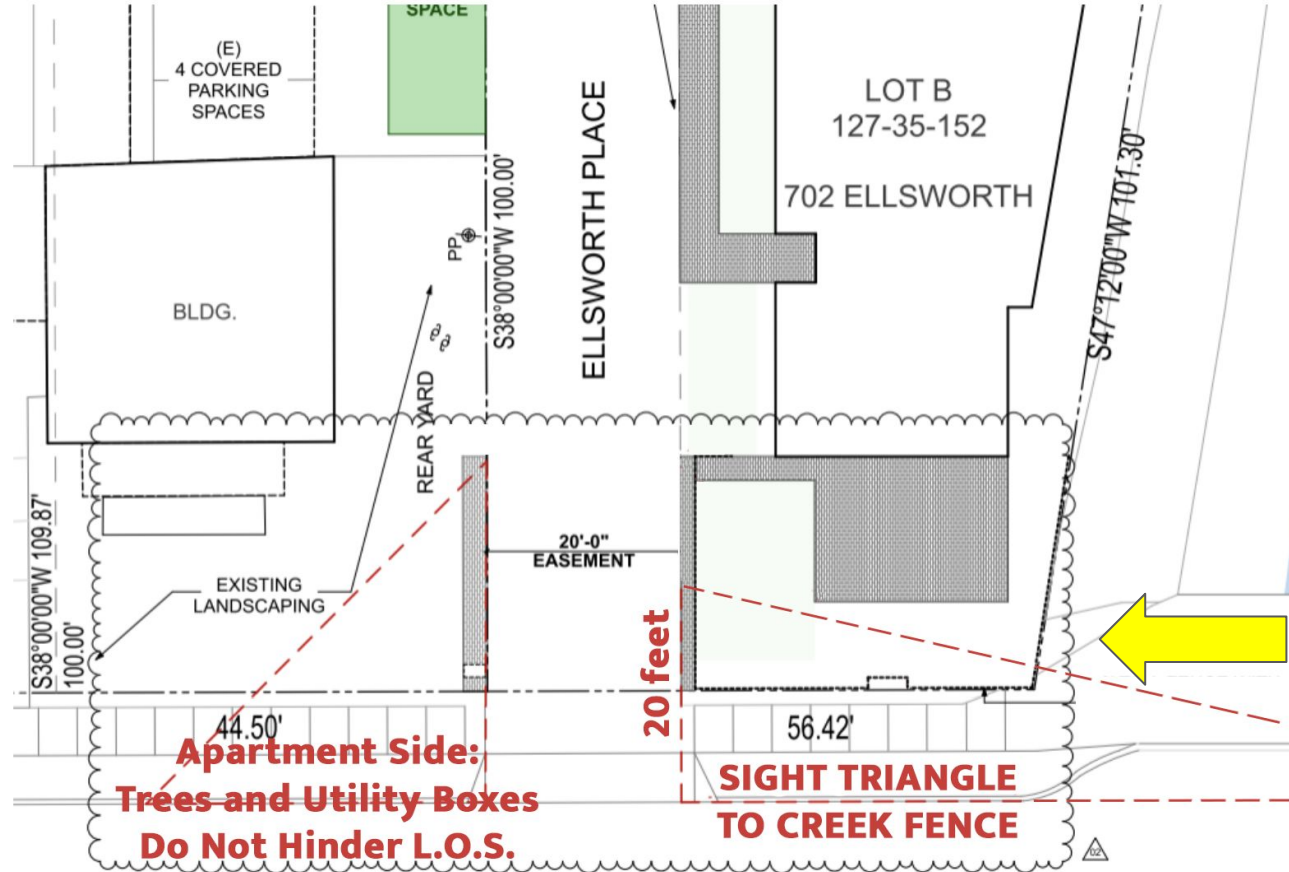 SPACE
(E)
4 COVERED
PARKING
SPACES
ELLSWORTH PLACE
LOT B
127-35-152
702 ELLSWORTH
S47°12'00"W 101.30'
S38°00'00"W 100.00'
PP
BLDG.
REAR YARD
20'-0"
EASEMENT
EXISTING
LANDSCAPING
S38°00'00"W 109.87'
100.00'
20 feet
44.50'
56.42'
Apartment Side:
Trees and Utility Boxes
Do Not Hinder L.O.S.
SIGHT TRIANGLE
TO CREEK FENCE
02